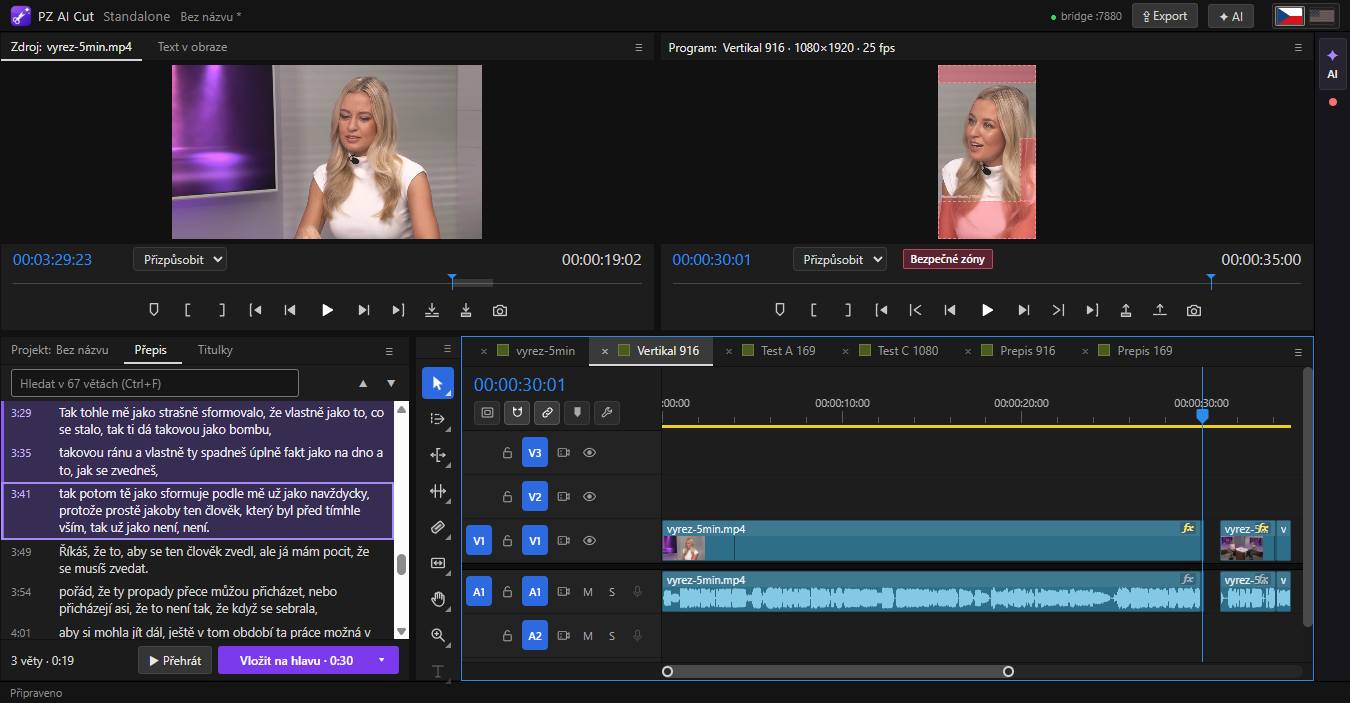 PZ AI Cut Standalone Bez názvu *
bridge :7880 Export AI
Zdroj: vyrez-5min.mp4 Text v obraze
Program: Vertikal 916 · 1080×1920 · 25 fps
AI
00:03:29:23 Přizpůsobit 00:00:19:02
00:00:30:01 Přizpůsobit Bezpečné zóny 00:00:35:00
Projekt: Bez názvu Přepis Titulky
Hledat v 67 větách (Ctrl+F)
3:29 Tak tohle mě jako strašně sformovalo, že vlastně jako to, co
se stalo, tak ti dá takovou jako bombu,
3:35 takovou ránu a vlastně ty spadneš úplně fakt jako na dno a
to, jak se zvedneš,
3:41 tak potom tě jako sformuje podle mě už jako navždycky,
protože prostě jakoby ten člověk, který byl před tímhle
vším, tak už jako není, není.
3:49 Říkáš, že to, aby se ten člověk zvedl, ale já mám pocit, že
se musíš zvedat.
3:54 pořád, že ty propady přece můžou přicházet, nebo
přicházejí asi, že to není tak, že když se sebrala,
4:01 aby si mohla jít dál, ještě v tom období ta práce možná v
3 věty · 0:19 Přehrát Vložit na hlavu · 0:30
Připraveno
vyrez-5min Vertikal 916 Test A 169 Test C 1080 Prepis 916 Prepis 169
00:00:30:01
:00:00 00:00:10:00 00:00:20:00 00:00:30:00
V3
V2
V1 V1 vyrez-5min.mp4 fx vyrez-5 fx v
A1 A1 M S vyrez-5min.mp4 fx vyrez-5 fx v
A2 M S
T